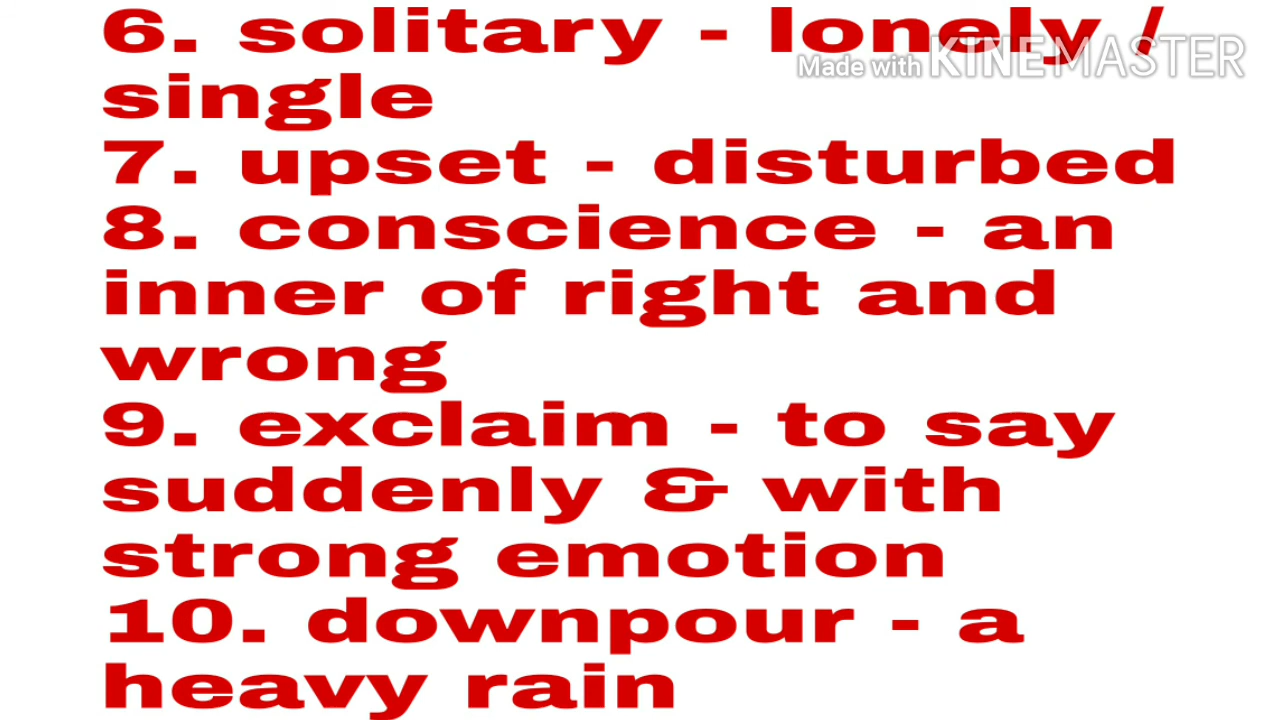 6. solitary - lonely /
Made with KINEMASTER
single
7. upset - disturbed
8. conscience - an
inner of right and
wrong
9. exclaim - to say
suddenly & with
strong emotion
10. downpour - a
heavy rain